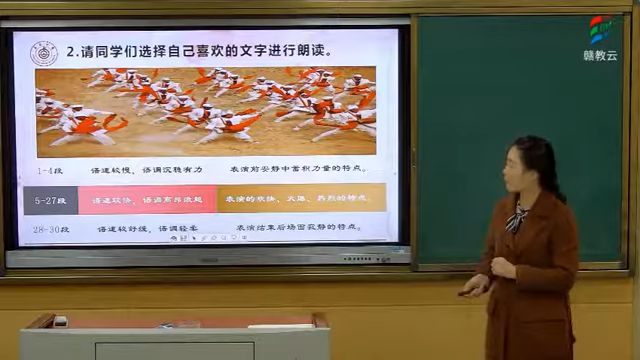 赣教云
2.请同学们选择自己喜欢的文字进行朗读。
1-4段 语速较慢，语调沉稳有力 表演前安静中蓄积力量的特点。
5-27段 语速较快，语调高昂激越 表演的欢快、火爆、热烈的特点。
28-30段 语速较舒缓，语调轻柔 表演结束后场面寂静的特点。